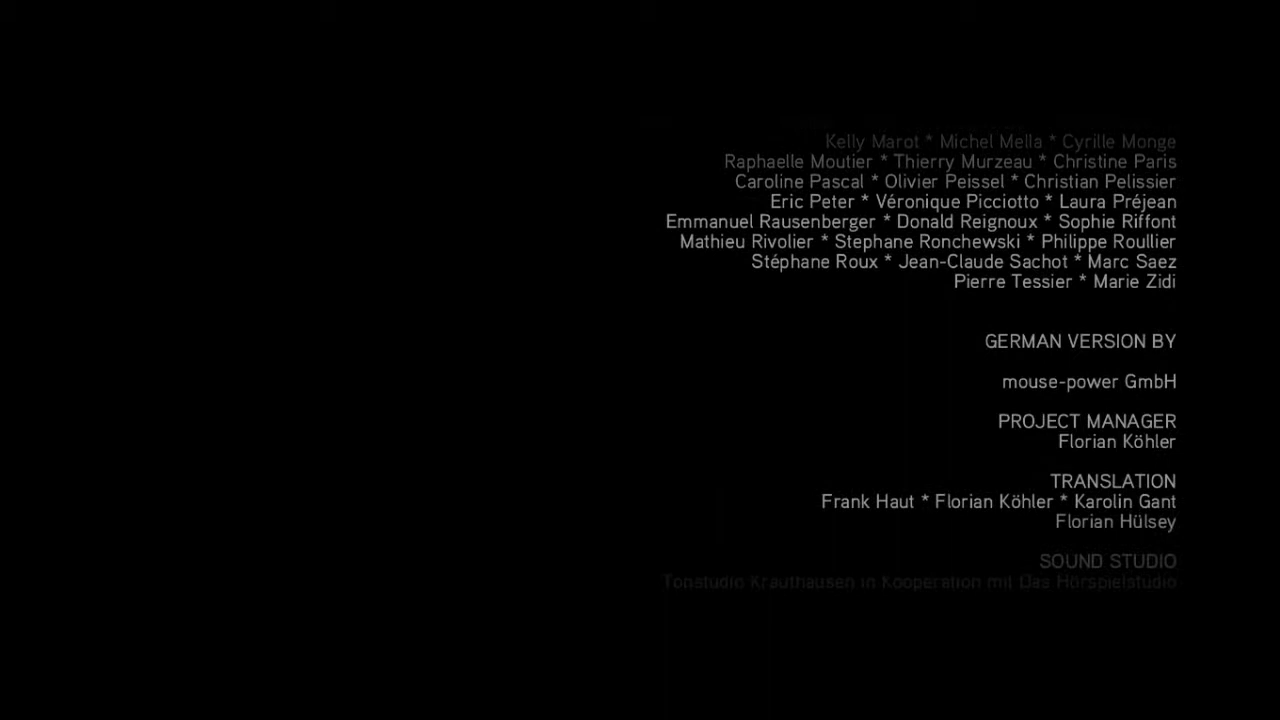 Kelly Marot * Michel Mella * Cyrille Monge
Raphaelle Moutier * Thierry Murzeau * Christine Paris
Caroline Pascal * Olivier Peissel * Christian Pelissier
Eric Peter * Véronique Picciotto * Laura Préjean
Emmanuel Rausenberger * Donald Reignoux * Sophie Riffont
Mathieu Rivolier * Stephane Ronchewski * Philippe Roullier
Stéphane Roux * Jean-Claude Sachot * Marc Saez
Pierre Tessier * Marie Zidi
GERMAN VERSION BY
mouse-power GmbH
PROJECT MANAGER
Florian Köhler
TRANSLATION
Frank Haut * Florian Köhler * Karolin Gant
Florian Hülsey
SOUND STUDIO
Tonstudio Krauthausen in Kooperation mit Das Hörspielstudio